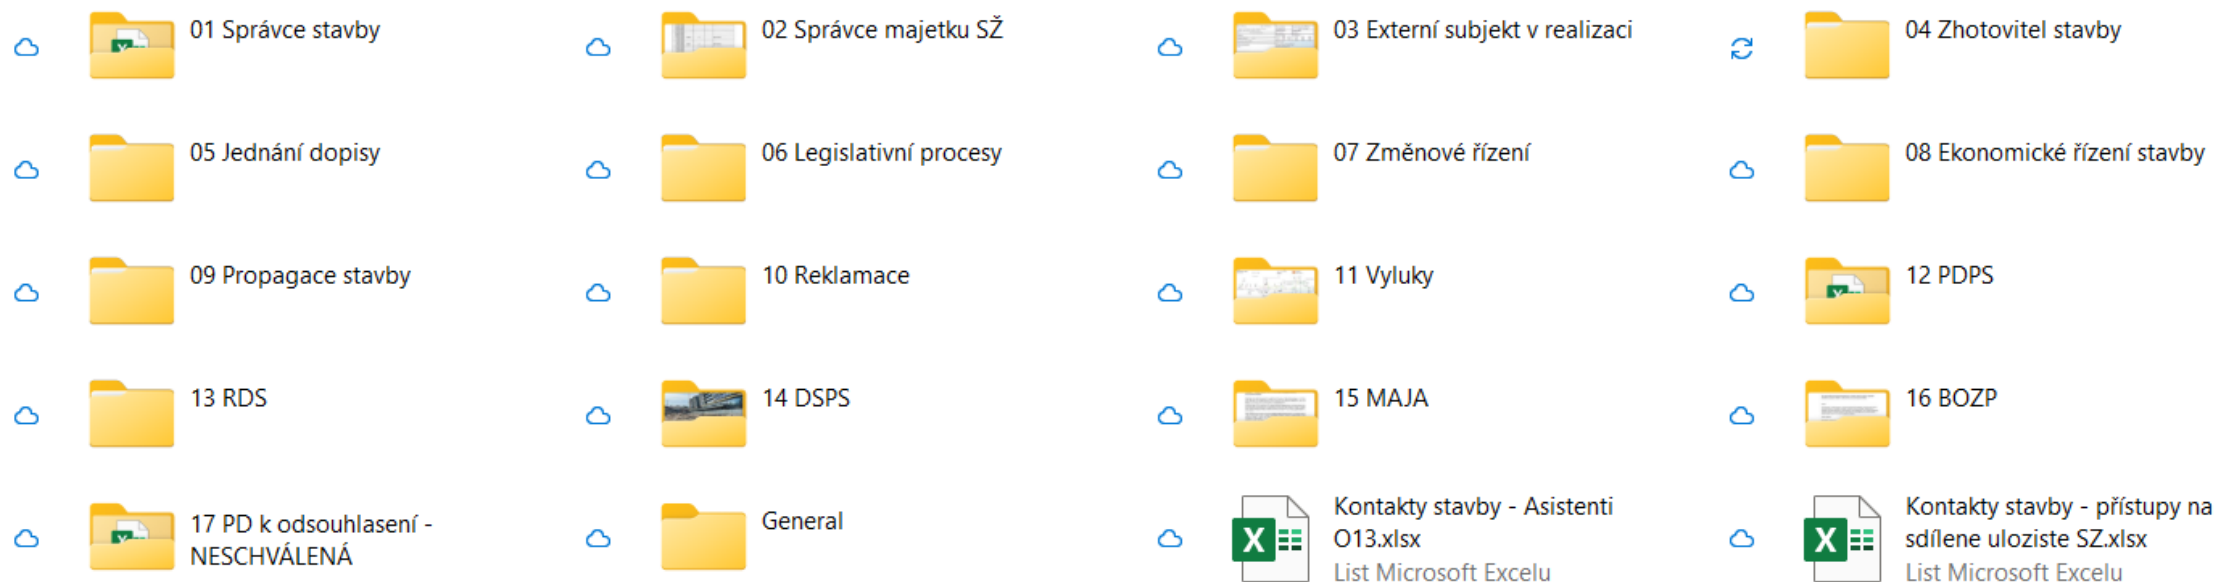 01 Správce stavby
02 Správce majetku SŽ
03 Externí subjekt v realizaci
04 Zhotovitel stavby
05 Jednání dopisy
06 Legislativní procesy
07 Změnové řízení
08 Ekonomické řízení stavby
09 Propagace stavby
10 Reklamace
11 Vyluky
12 PDPS
13 RDS
14 DSPS
15 MAJA
16 BOZP
17 PD k odsouhlasení -
NESCHVÁLENÁ
General
Kontakty stavby - Asistenti
O13.xlsx
List Microsoft Excelu
Kontakty stavby - přístupy na
sdílene uloziste SZ.xlsx
List Microsoft Excelu